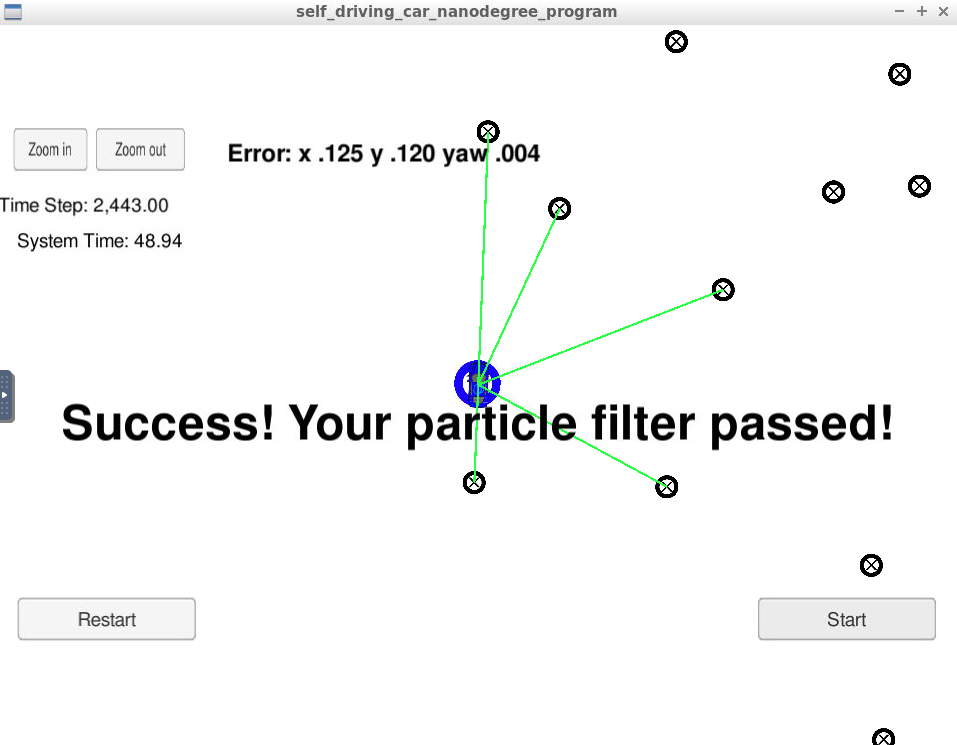 self_driving_car_nanodegree_program
Zoom in
Zoom out
Error: x .125 y .120 yaw .004
Time Step: 2,443.00
System Time: 48.94
Success! Your particle filter passed!
Restart
Start